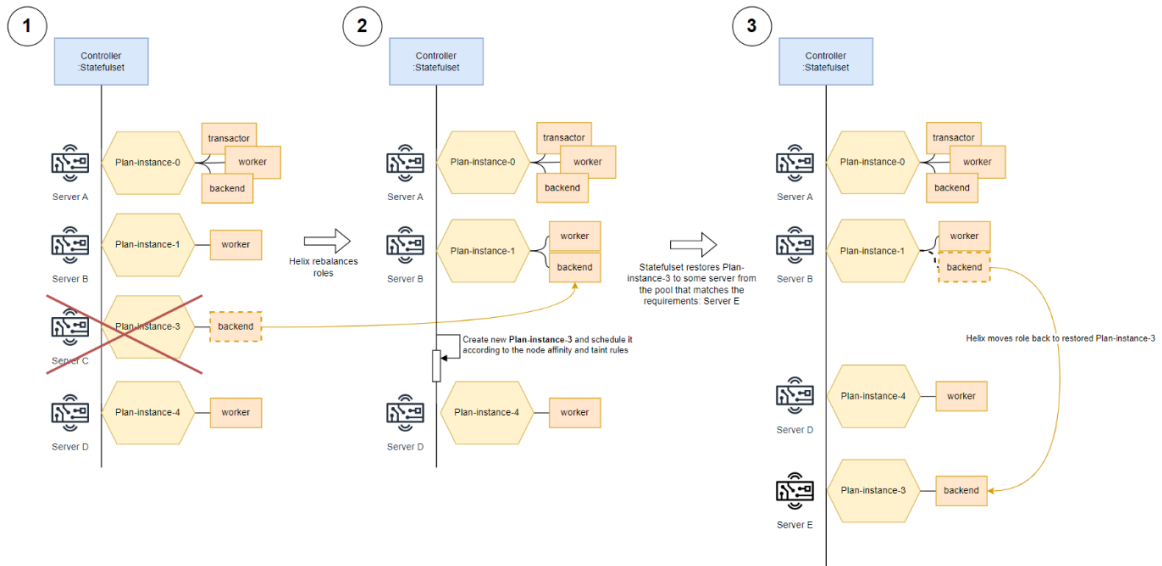 1
Controller
:Statefulset
transactor
Plan-instance-0
worker
backend
Server A
Plan-instance-1
worker
Server B
Plan-instance-3
backend
Server C
Plan-instance-4
worker
Server D
Helix rebalances
roles
2
Controller
:Statefulset
transactor
Plan-instance-0
worker
backend
Server A
worker
Plan-instance-1
backend
Server B
Create new Plan-instance-3 and schedule it
according to the node affinity and taint rules
Plan-instance-4
worker
Server D
Statefulset restores Plan-
instance-3 to some server from
the pool that matches the
requirements: Server E
3
Controller
:Statefulset
transactor
Plan-instance-0
worker
backend
Server A
worker
Plan-instance-1
backend
Server B
Helix moves role back to restored Plan-instance-3
Plan-instance-4
worker
Server D
Plan-instance-3
backend
Server E